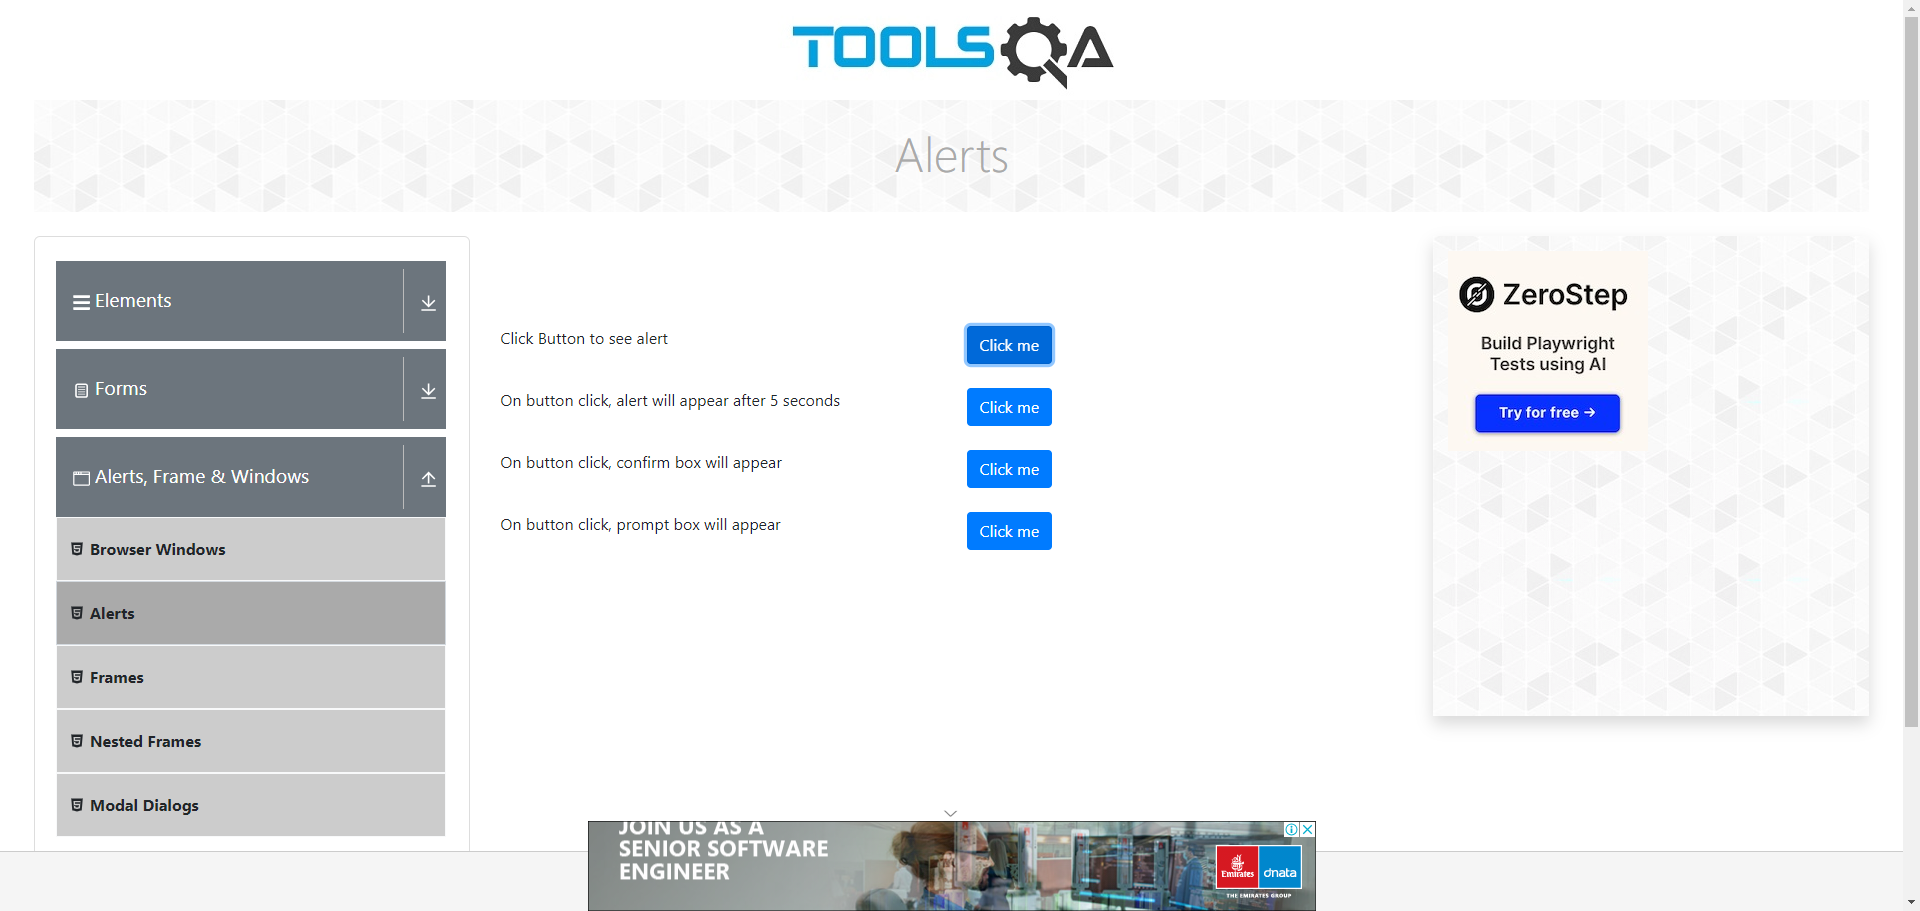 TOOLSQA
Alerts
Elements
Forms
Alerts, Frame & Windows
Browser Windows
Alerts
Frames
Nested Frames
Modal Dialogs
Click Button to see alert
Click me
On button click, alert will appear after 5 seconds
Click me
On button click, confirm box will appear
Click me
On button click, prompt box will appear
Click me
ZeroStep
Build Playwright
Tests using AI
Try for free →
JOIN US AS A
SENIOR SOFTWARE
ENGINEER
Emirates
dnata
THE EMIRATES GROUP